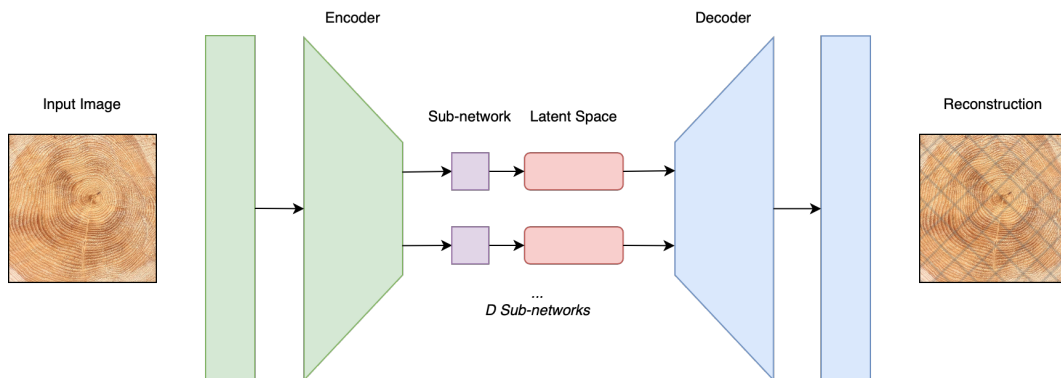 Encoder
Decoder
Input Image
Sub-network
Latent Space
Reconstruction
...
D Sub-networks